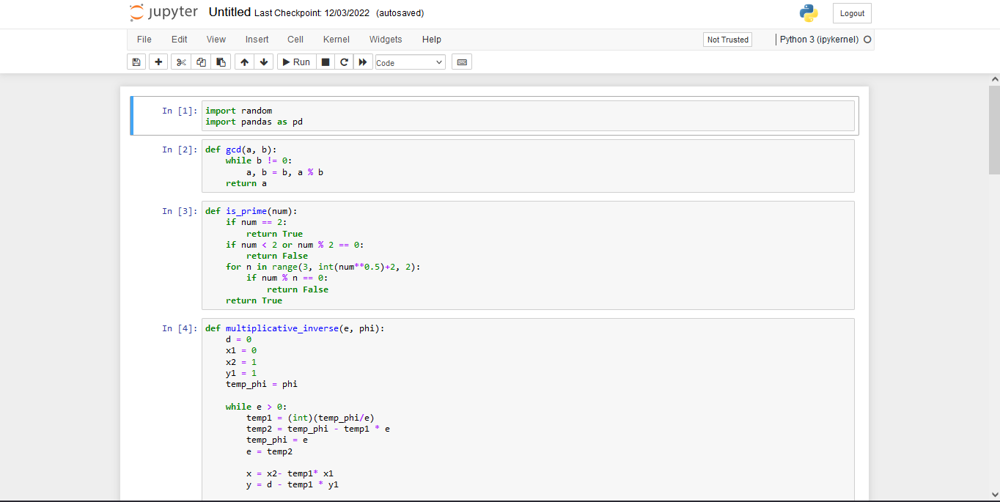 jupyter Untitled Last Checkpoint: 12/03/2022 (autosaved) Logout
File Edit View Insert Cell Kernel Widgets Help Not Trusted Python 3 (ipykernel)
Run Code
In [1]: import random
import pandas as pd
In [2]: def gcd(a, b):
    while b != 0:
        a, b = b, a % b
    return a
In [3]: def is_prime(num):
    if num == 2:
        return True
    if num < 2 or num % 2 == 0:
        return False
    for n in range(3, int(num**0.5)+2, 2):
        if num % n == 0:
            return False
    return True
In [4]: def multiplicative_inverse(e, phi):
    d = 0
    x1 = 0
    x2 = 1
    y1 = 1
    temp_phi = phi
    while e > 0:
        temp1 = (int)(temp_phi/e)
        temp2 = temp_phi - temp1 * e
        temp_phi = e
        e = temp2
        x = x2- temp1* x1
        y = d - temp1 * y1